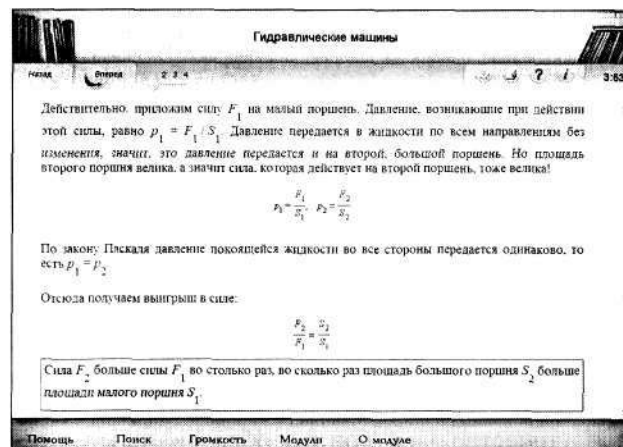 Гидравлические машины
Назад Вперед 2 3 4 ? i 3:53
Действительно, приложим силу F₁ на малый поршень. Давление, возникающие при действии
этой силы, равно p₁ = F₁ / S₁. Давление передается в жидкости по всем направлениям без
изменения, значит, это давление передается и на второй, большой поршень. Но площадь
второго поршня велика, а значит сила, которая действует на второй поршень, тоже велика!
p₁ = F₁/S₁, p₂ = F₂/S₂
По закону Паскаля давление покоящейся жидкости во все стороны передается одинаково, то
есть p₁ = p₂
Отсюда получаем выигрыш в силе:
F₂/F₁ = S₂/S₁
Сила F₂ больше силы F₁ во столько раз, во сколько раз площадь большого поршня S₂ больше
площади малого поршня S₁.
Помощь Поиск Громкость Модули О модуле